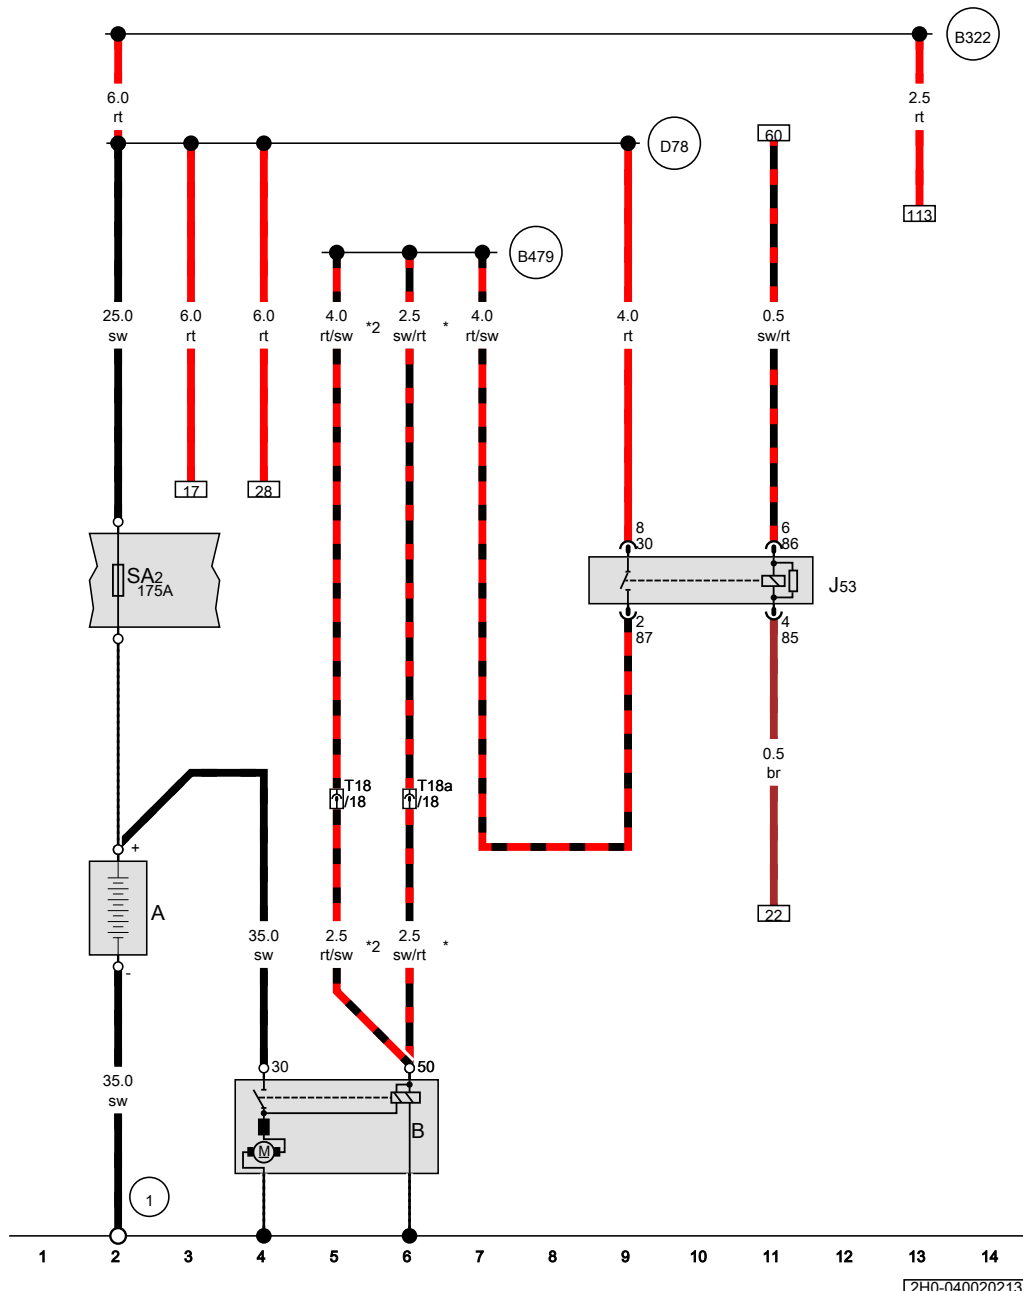 B322
6.0
rt
2.5
rt
D78
60
113
B479
25.0
sw
6.0
rt
6.0
rt
4.0
rt/sw
*2
2.5
sw/rt
*
4.0
rt/sw
4.0
rt
0.5
sw/rt
17
28
8
30
6
86
SA2
175A
J53
2
87
4
85
0.5
br
T18
/18
T18a
/18
+
A
-
22
35.0
sw
2.5
rt/sw
*2
2.5
sw/rt
*
30
50
35.0
sw
B
M
1
1 2 3 4 5 6 7 8 9 10 11 12 13 14
2H0-040020213